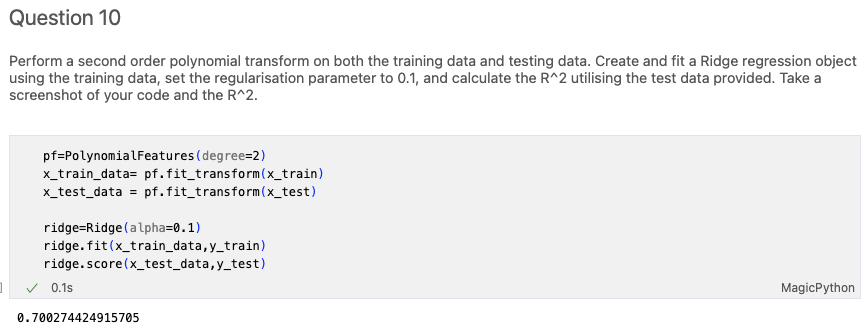 Question 10
Perform a second order polynomial transform on both the training data and testing data. Create and fit a Ridge regression object
using the training data, set the regularisation parameter to 0.1, and calculate the R^2 utilising the test data provided. Take a
screenshot of your code and the R^2.
pf=PolynomialFeatures(degree=2)
x_train_data= pf.fit_transform(x_train)
x_test_data = pf.fit_transform(x_test)
ridge=Ridge(alpha=0.1)
ridge.fit(x_train_data,y_train)
ridge.score(x_test_data,y_test)
] ✓ 0.1s MagicPython
0.700274424915705